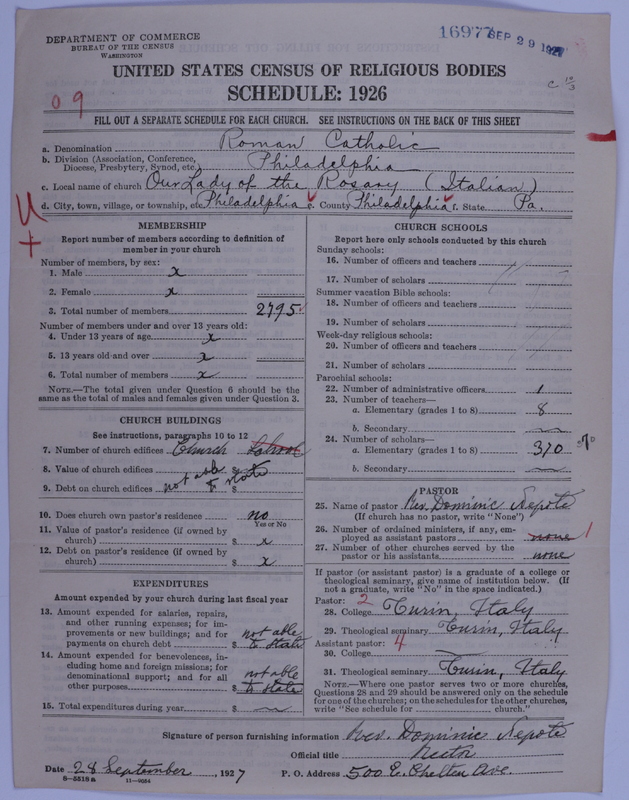 DEPARTMENT OF COMMERCE
BUREAU OF THE CENSUS
WASHINGTON
16977 SEP 29 1927
UNITED STATES CENSUS OF RELIGIOUS BODIES
SCHEDULE: 1926
C 10/3
09
FILL OUT A SEPARATE SCHEDULE FOR EACH CHURCH. SEE INSTRUCTIONS ON THE BACK OF THIS SHEET
a. Denomination Roman Catholic
b. Division (Association, Conference, Diocese, Presbytery, Synod, etc.) Philadelphia
c. Local name of church Our Lady of the Rosary (Italian)
d. City, town, village, or township, etc. Philadelphia e. County Philadelphia f. State Pa.
U
+
MEMBERSHIP
Report number of members according to definition of
member in your church
Number of members, by sex:
1. Male x
2. Female x
3. Total number of members 2795
Number of members under and over 13 years old:
4. Under 13 years of age x
5. 13 years old and over x
6. Total number of members x
NOTE.—The total given under Question 6 should be the
same as the total of males and females given under Question 3.
CHURCH BUILDINGS
See instructions, paragraphs 10 to 12
7. Number of church edifices Church School
8. Value of church edifices $ not able
9. Debt on church edifices $ to state
10. Does church own pastor's residence no
Yes or No
11. Value of pastor's residence (if owned by
church) $ x
12. Debt on pastor's residence (if owned by
church) $ x
EXPENDITURES
Amount expended by your church during last fiscal year
13. Amount expended for salaries, repairs,
and other running expenses; for im-
provements or new buildings; and for not able
payments on church debt $ to state
14. Amount expended for benevolences, in-
cluding home and foreign missions; for
denominational support; and for all not able
other purposes $ to state
15. Total expenditures during year $
CHURCH SCHOOLS
Report here only schools conducted by this church
Sunday schools:
16. Number of officers and teachers
17. Number of scholars
Summer vacation Bible schools:
18. Number of officers and teachers
19. Number of scholars
Week-day religious schools:
20. Number of officers and teachers
21. Number of scholars
Parochial schools:
22. Number of administrative officers 1
23. Number of teachers—
a. Elementary (grades 1 to 8) 8
b. Secondary
24. Number of scholars—
a. Elementary (grades 1 to 8) 370 370
b. Secondary
PASTOR
25. Name of pastor Rev. Dominic Nepote
(If church has no pastor, write "None")
26. Number of ordained ministers, if any, em-
ployed as assistant pastors none 1
27. Number of other churches served by the
pastor or his assistants none
If pastor (or assistant pastor) is a graduate of a college or
theological seminary, give name of institution below. (If
not a graduate, write "No" in the space indicated.)
Pastor: 2
28. College Turin, Italy
29. Theological seminary Turin, Italy
Assistant pastor: 4
30. College
31. Theological seminary Turin, Italy
NOTE.—Where one pastor serves two or more churches,
Questions 28 and 29 should be answered only on the schedule
for one of the churches; on the schedules for the other churches,
write "See schedule for church."
Signature of person furnishing information Rev. Dominic Nepote
Official title Rector
Date 28 September, 1927 P. O. Address 500 E. Chelten Ave.
8-5518a 11-9084